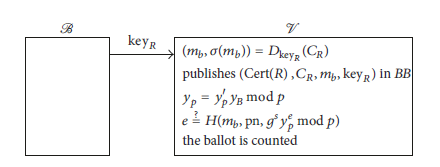 ℬ 𝒱
key_R
(m_b, σ(m_b)) = D_{key_R}(C_R)
publishes (Cert(R), C_R, m_b, key_R) in BB
y_p = y′_p y_B mod p
e ≟ H(m_b, pn, g^s y_p^e mod p)
the ballot is counted